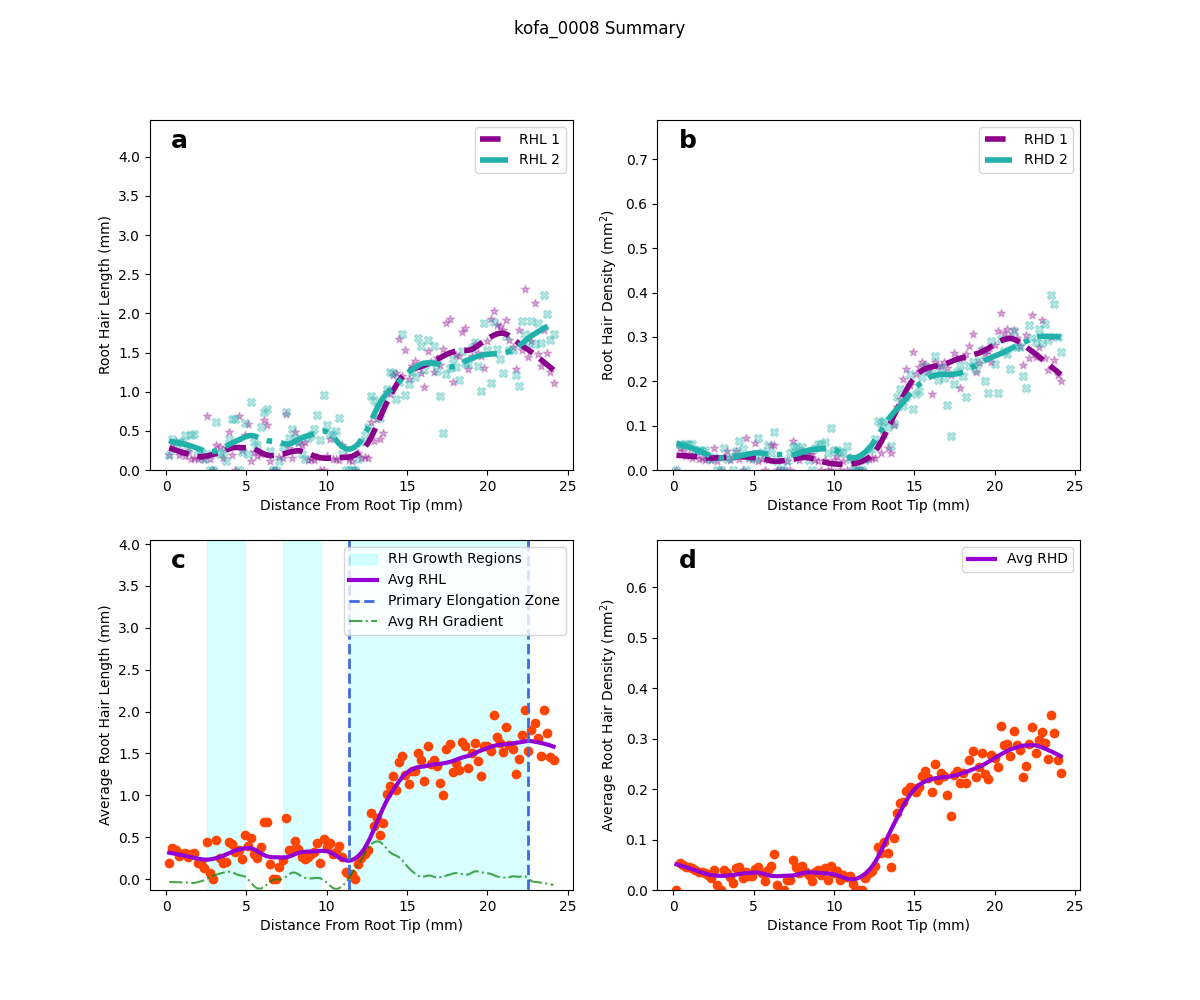 kofa_0008 Summary
a
RHL 1
RHL 2
4.0
3.5
3.0
2.5
2.0
1.5
1.0
0.5
0.0
Root Hair Length (mm)
0 5 10 15 20 25
Distance From Root Tip (mm)
b
RHD 1
RHD 2
0.7
0.6
0.5
0.4
0.3
0.2
0.1
0.0
Root Hair Density (mm²)
0 5 10 15 20 25
Distance From Root Tip (mm)
c
RH Growth Regions
Avg RHL
Primary Elongation Zone
Avg RH Gradient
4.0
3.5
3.0
2.5
2.0
1.5
1.0
0.5
0.0
Average Root Hair Length (mm)
0 5 10 15 20 25
Distance From Root Tip (mm)
d
Avg RHD
0.6
0.5
0.4
0.3
0.2
0.1
0.0
Average Root Hair Density (mm²)
0 5 10 15 20 25
Distance From Root Tip (mm)